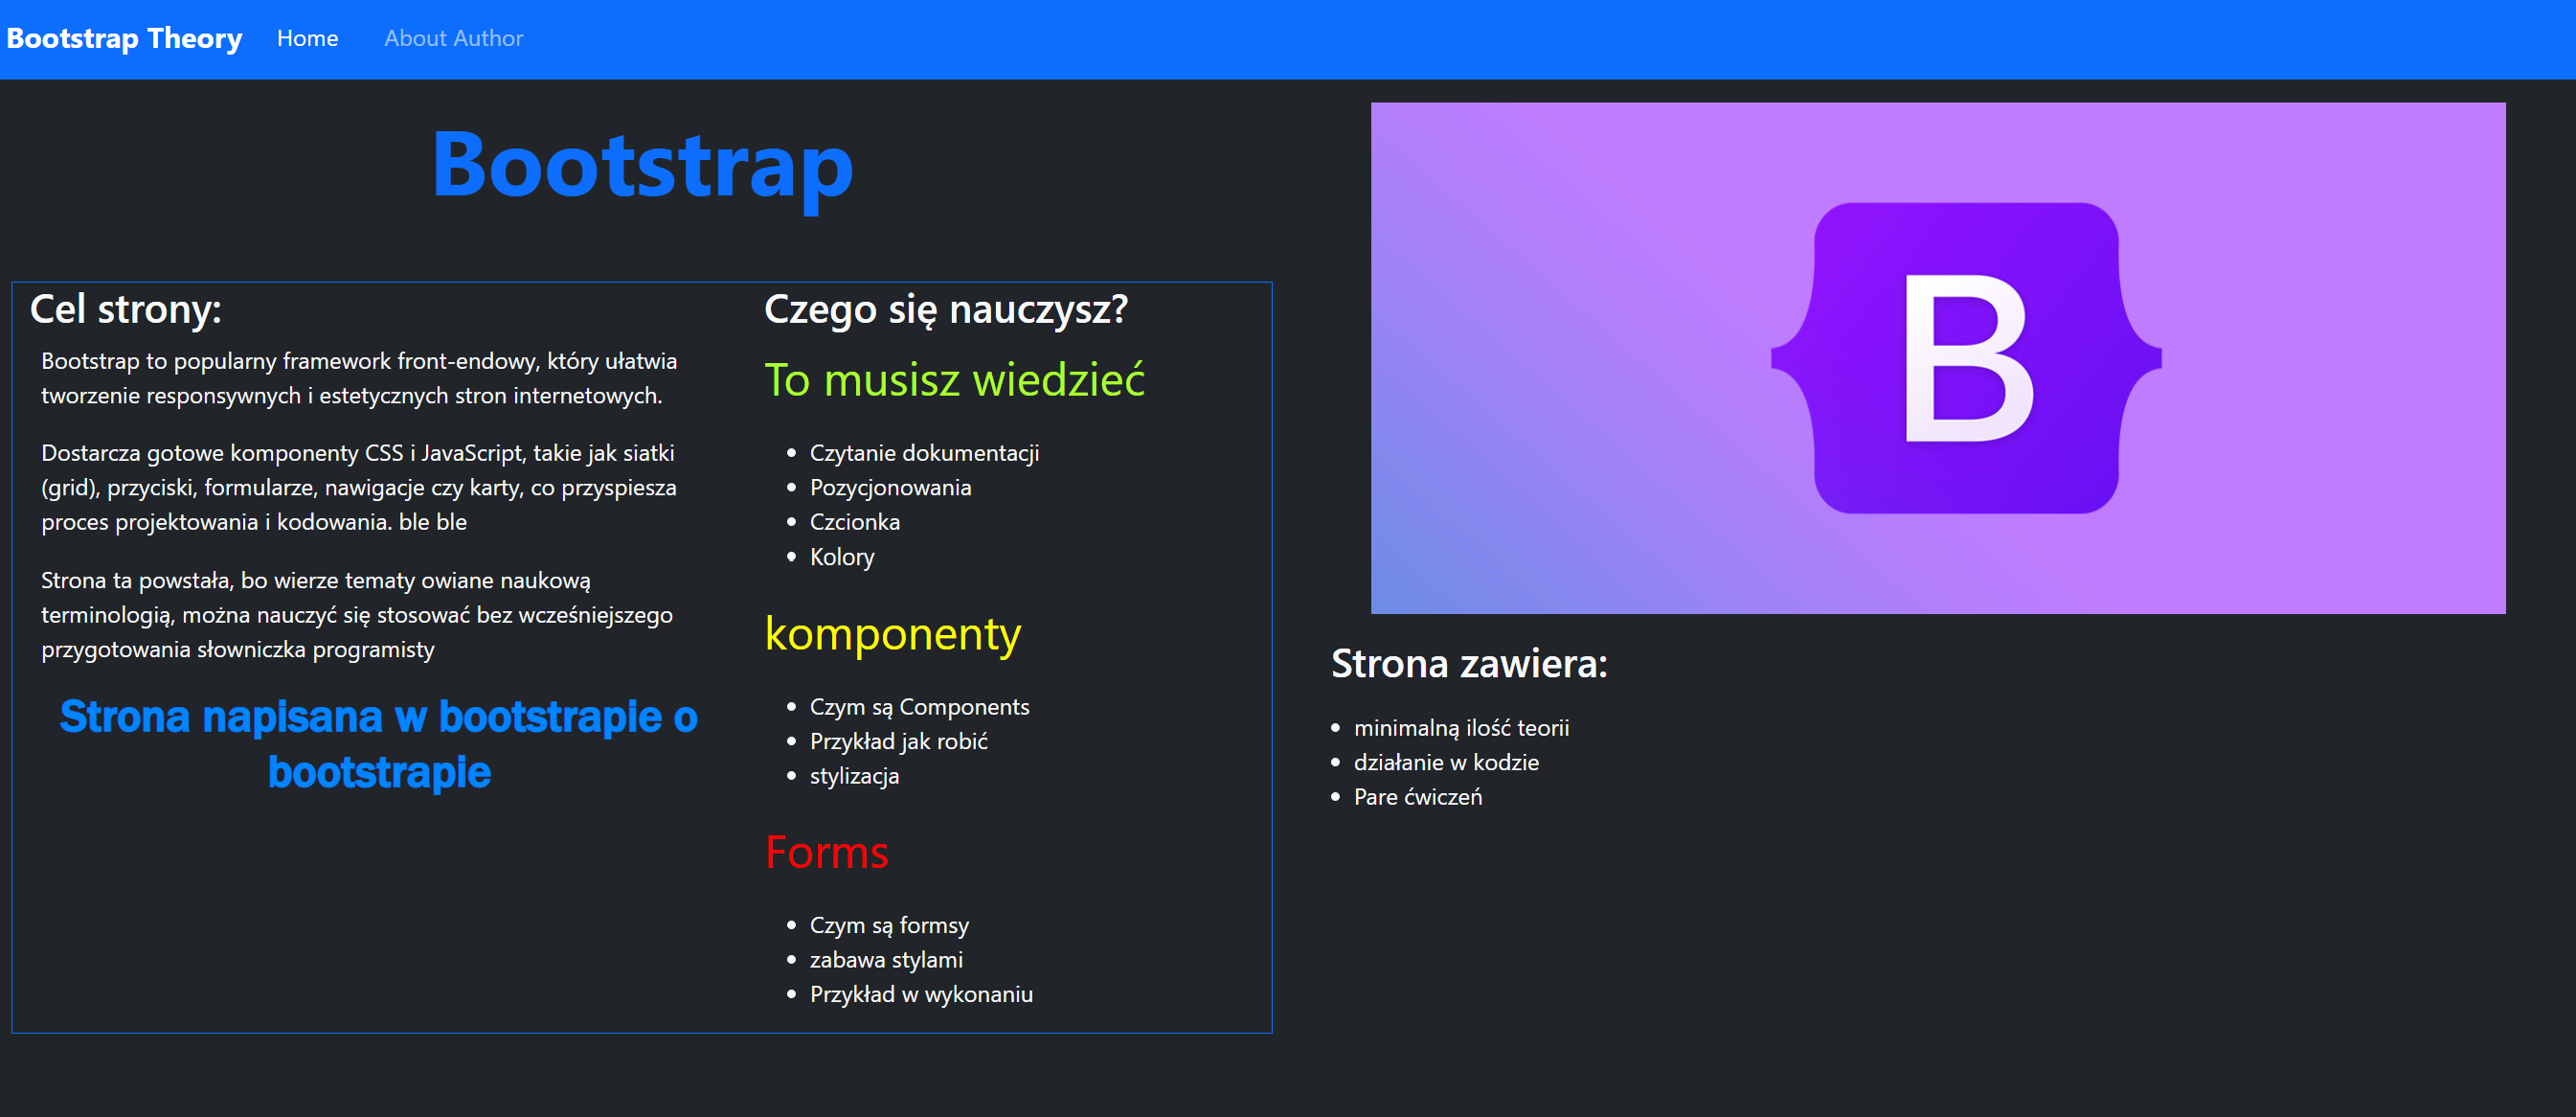 Bootstrap Theory Home About Author
Bootstrap
Cel strony:
Bootstrap to popularny framework front-endowy, który ułatwia
tworzenie responsywnych i estetycznych stron internetowych.
Dostarcza gotowe komponenty CSS i JavaScript, takie jak siatki
(grid), przyciski, formularze, nawigacje czy karty, co przyspiesza
proces projektowania i kodowania. ble ble
Strona ta powstała, bo wierze tematy owiane naukową
terminologią, można nauczyć się stosować bez wcześniejszego
przygotowania słowniczka programisty
Strona napisana w bootstrapie o
bootstrapie
Czego się nauczysz?
To musisz wiedzieć
Czytanie dokumentacji
Pozycjonowania
Czcionka
Kolory
komponenty
Czym są Components
Przykład jak robić
stylizacja
Forms
Czym są formsy
zabawa stylami
Przykład w wykonaniu
B
Strona zawiera:
minimalną ilość teorii
działanie w kodzie
Pare ćwiczeń